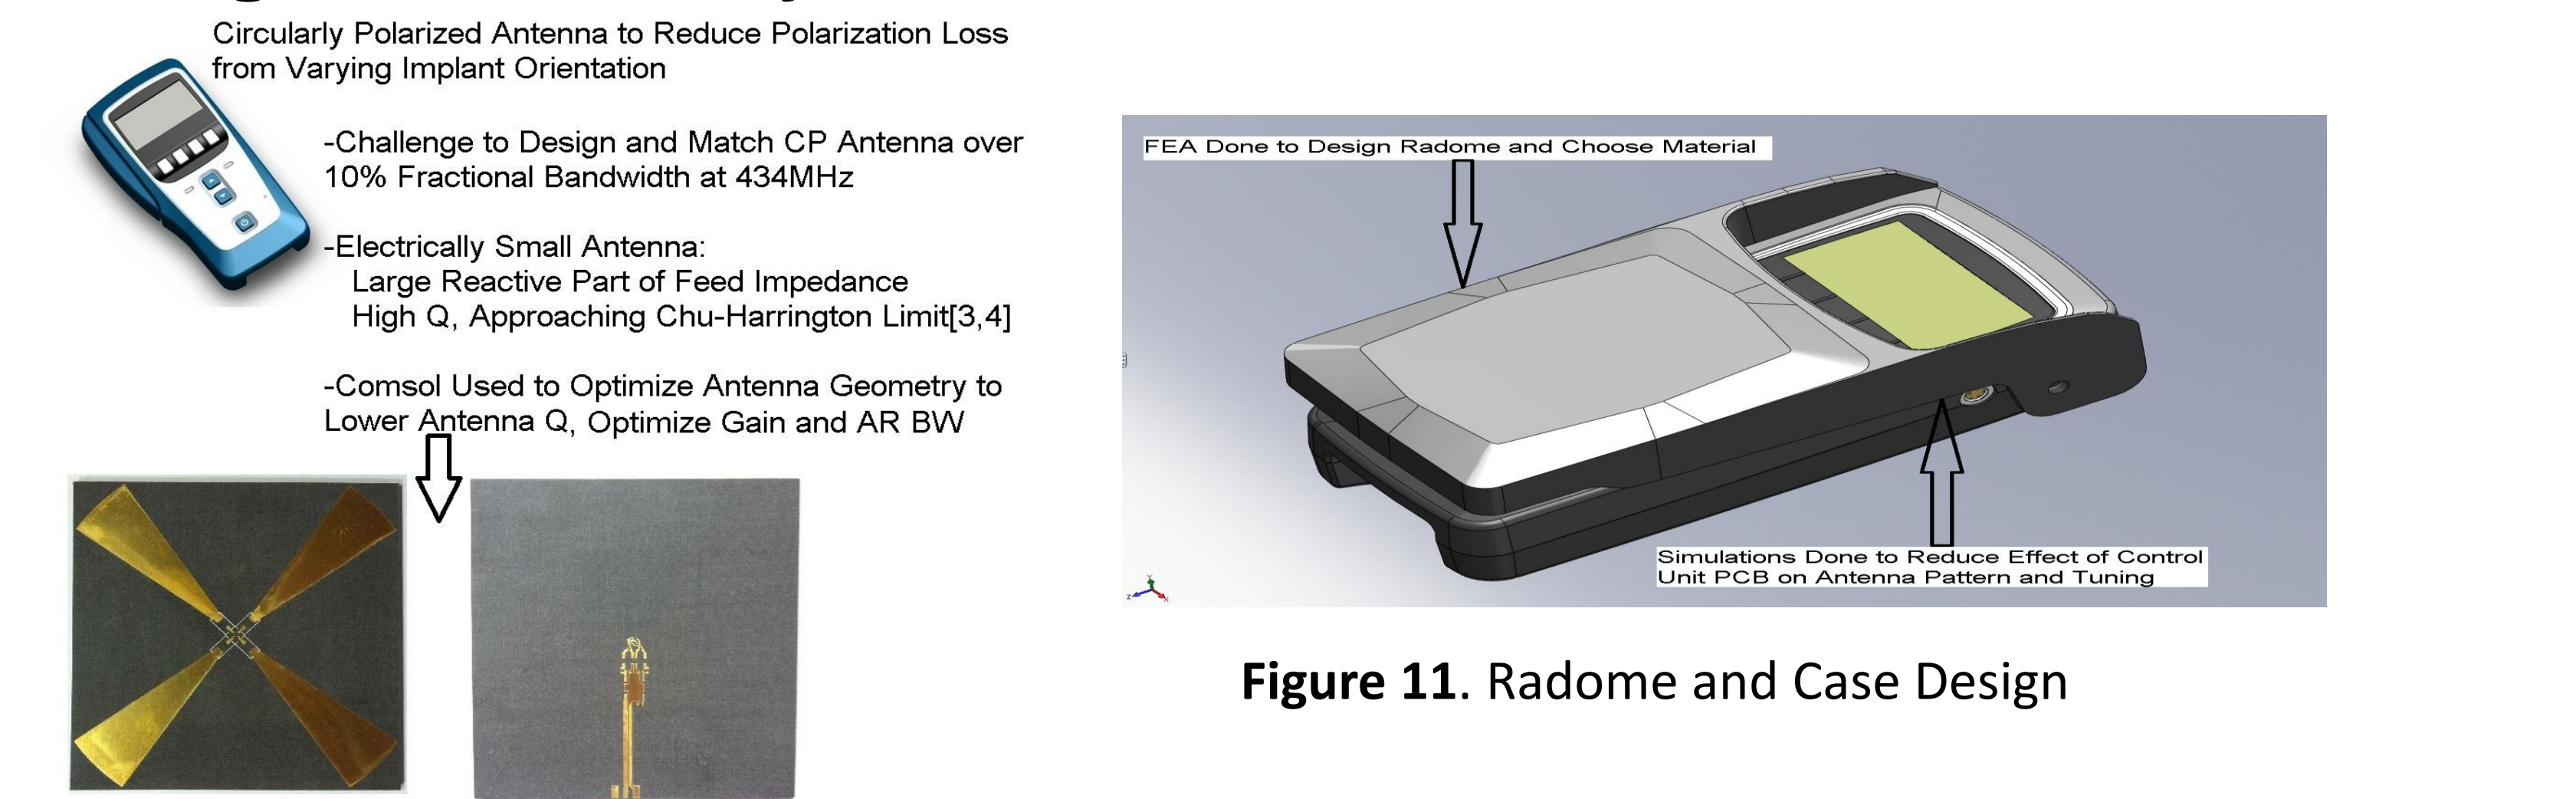 Circularly Polarized Antenna to Reduce Polarization Loss
from Varying Implant Orientation
-Challenge to Design and Match CP Antenna over
10% Fractional Bandwidth at 434MHz
-Electrically Small Antenna:
Large Reactive Part of Feed Impedance
High Q, Approaching Chu-Harrington Limit[3,4]
-Comsol Used to Optimize Antenna Geometry to
Lower Antenna Q, Optimize Gain and AR BW
FEA Done to Design Radome and Choose Material
Simulations Done to Reduce Effect of Control
Unit PCB on Antenna Pattern and Tuning
Figure 11. Radome and Case Design